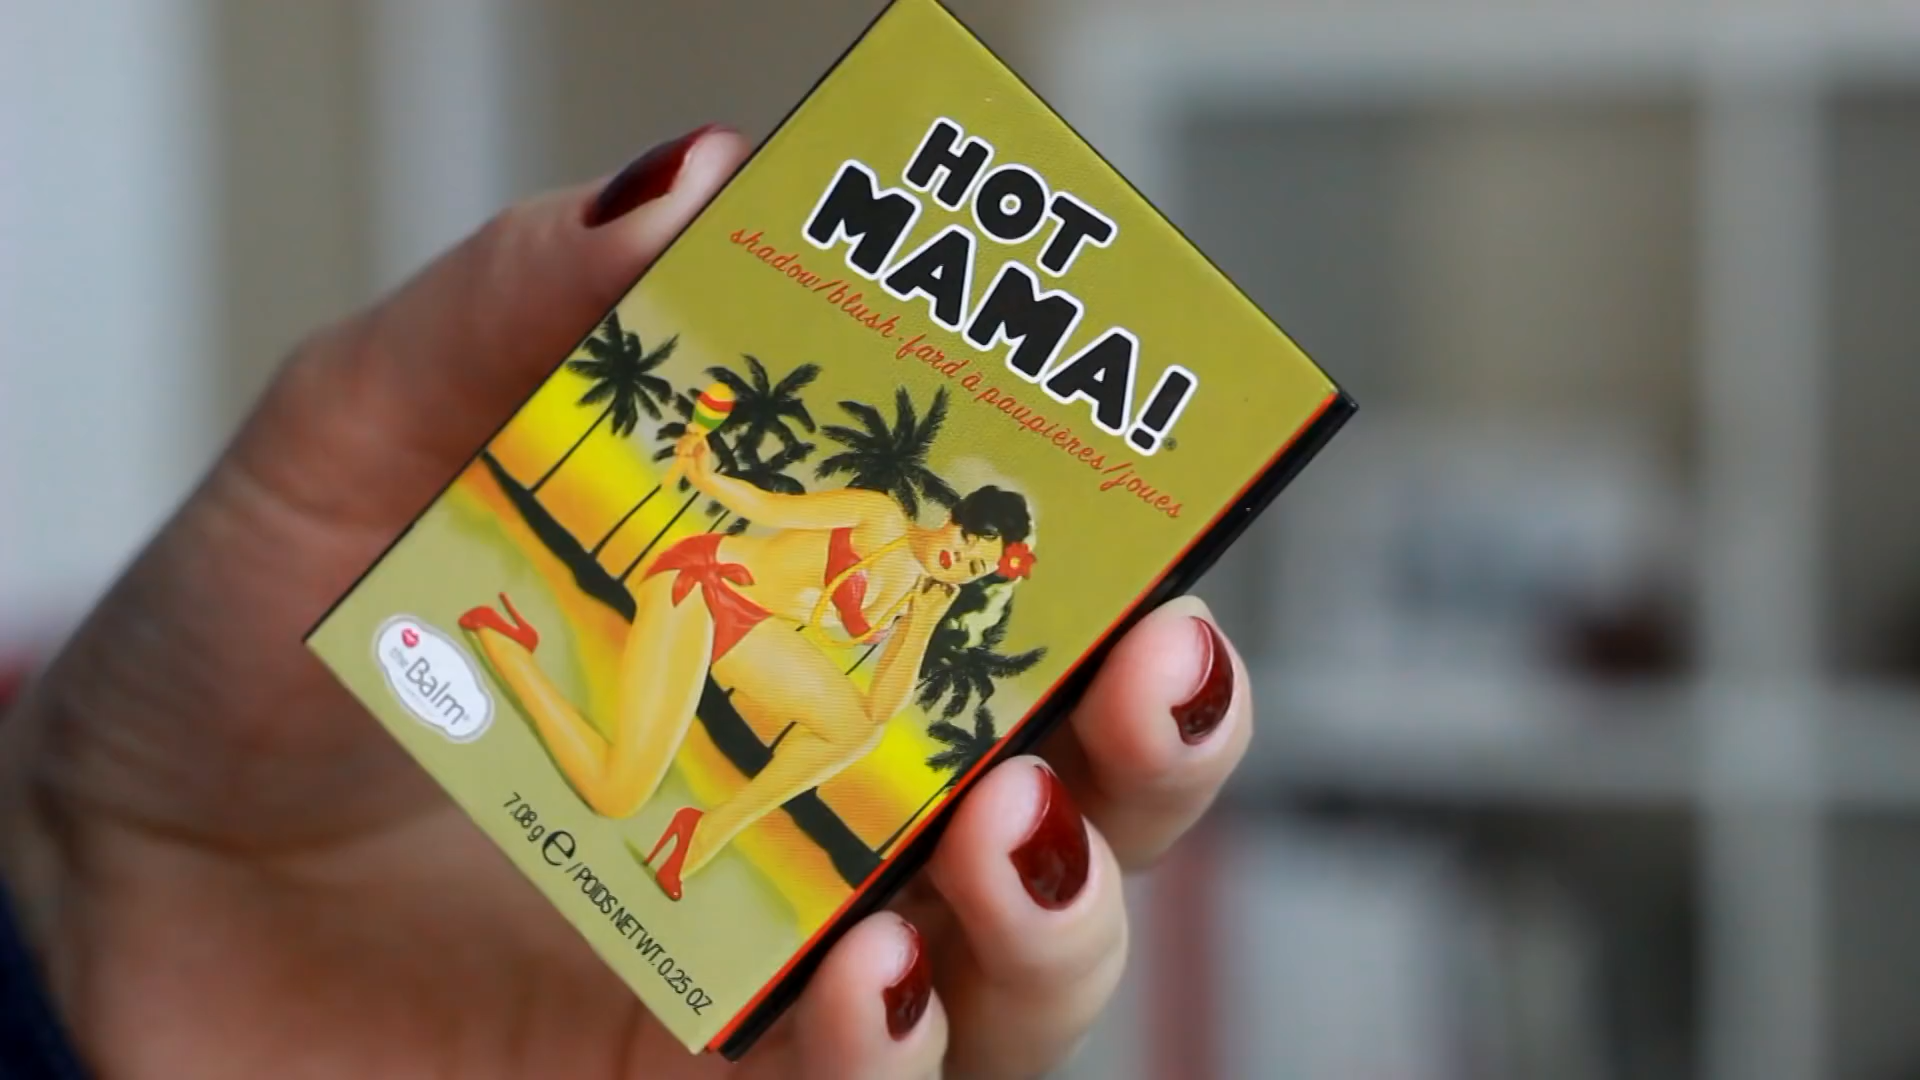 HOT
MAMA!
shadow/blush · fard à paupières/joues
the Balm®
7.08 g ℮ / POIDS NET WT. 0.25 OZ